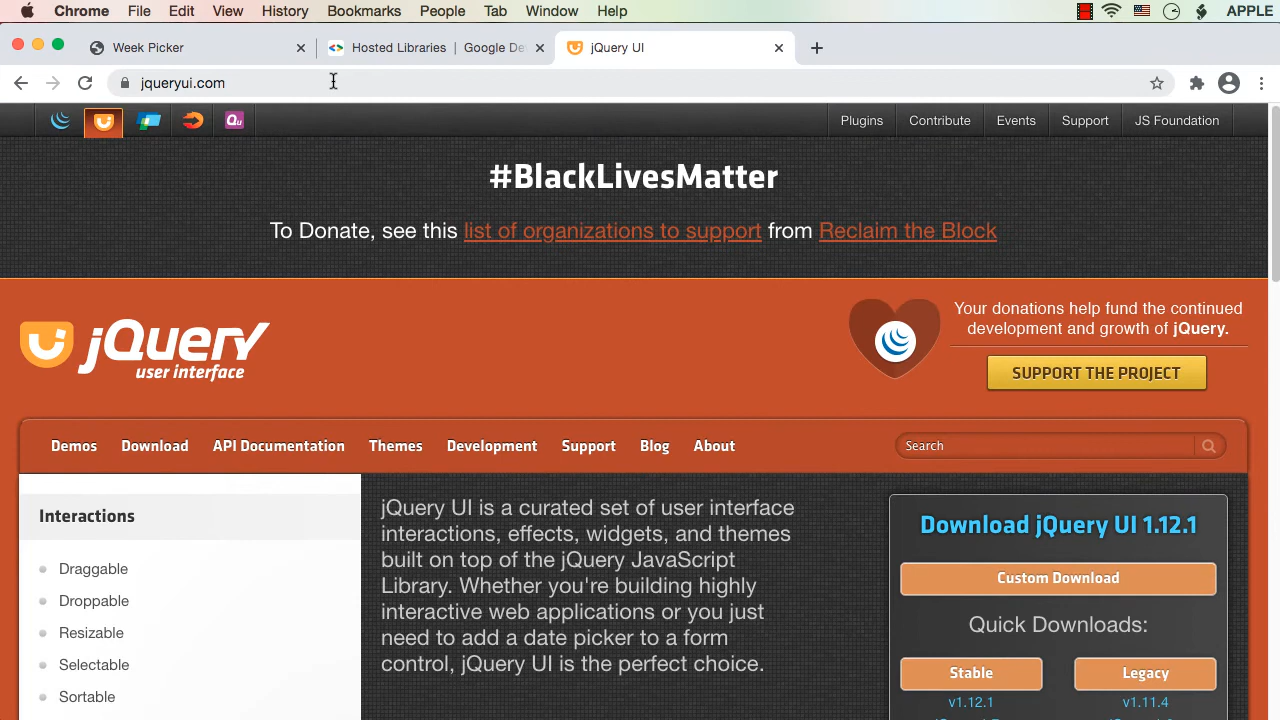 Chrome File Edit View History Bookmarks People Tab Window Help APPLE
Week Picker Hosted Libraries | Google De jQuery UI
jqueryui.com
Qu Plugins Contribute Events Support JS Foundation
#BlackLivesMatter
To Donate, see this list of organizations to support from Reclaim the Block
Your donations help fund the continued
development and growth of jQuery.
jQuery
user interface
SUPPORT THE PROJECT
Demos Download API Documentation Themes Development Support Blog About Search
Interactions
Draggable
Droppable
Resizable
Selectable
Sortable
jQuery UI is a curated set of user interface
interactions, effects, widgets, and themes
built on top of the jQuery JavaScript
Library. Whether you're building highly
interactive web applications or you just
need to add a date picker to a form
control, jQuery UI is the perfect choice.
Download jQuery UI 1.12.1
Custom Download
Quick Downloads:
Stable Legacy
v1.12.1 v1.11.4